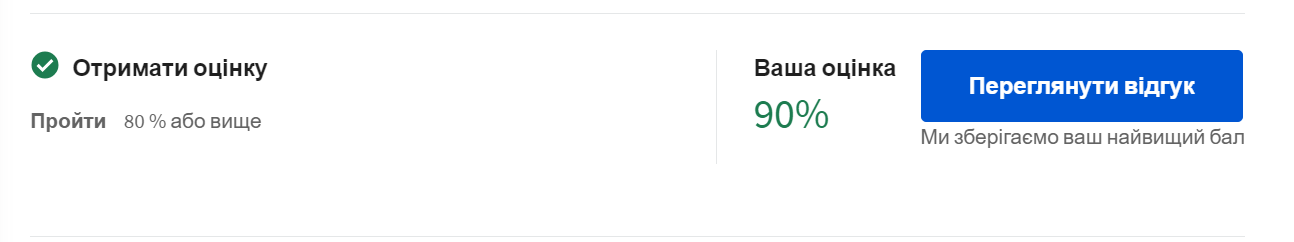 Отримати оцінку
Пройти 80 % або вище
Ваша оцінка
90%
Переглянути відгук
Ми зберігаємо ваш найвищий бал